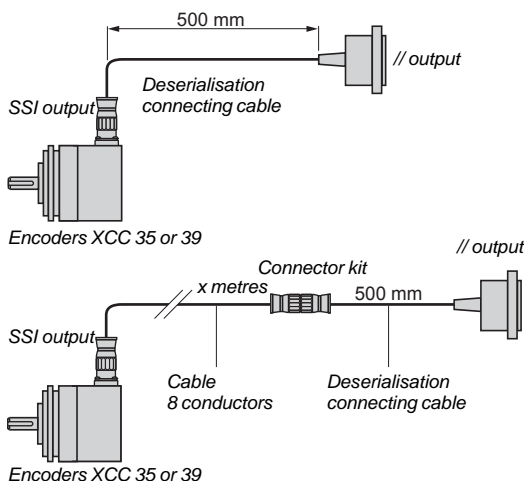 500 mm
// output
Deserialisation
connecting cable
SSI output
Encoders XCC 35 or 39
// output
Connector kit
x metres
500 mm
SSI output
Cable
8 conductors
Deserialisation
connecting cable
Encoders XCC 35 or 39